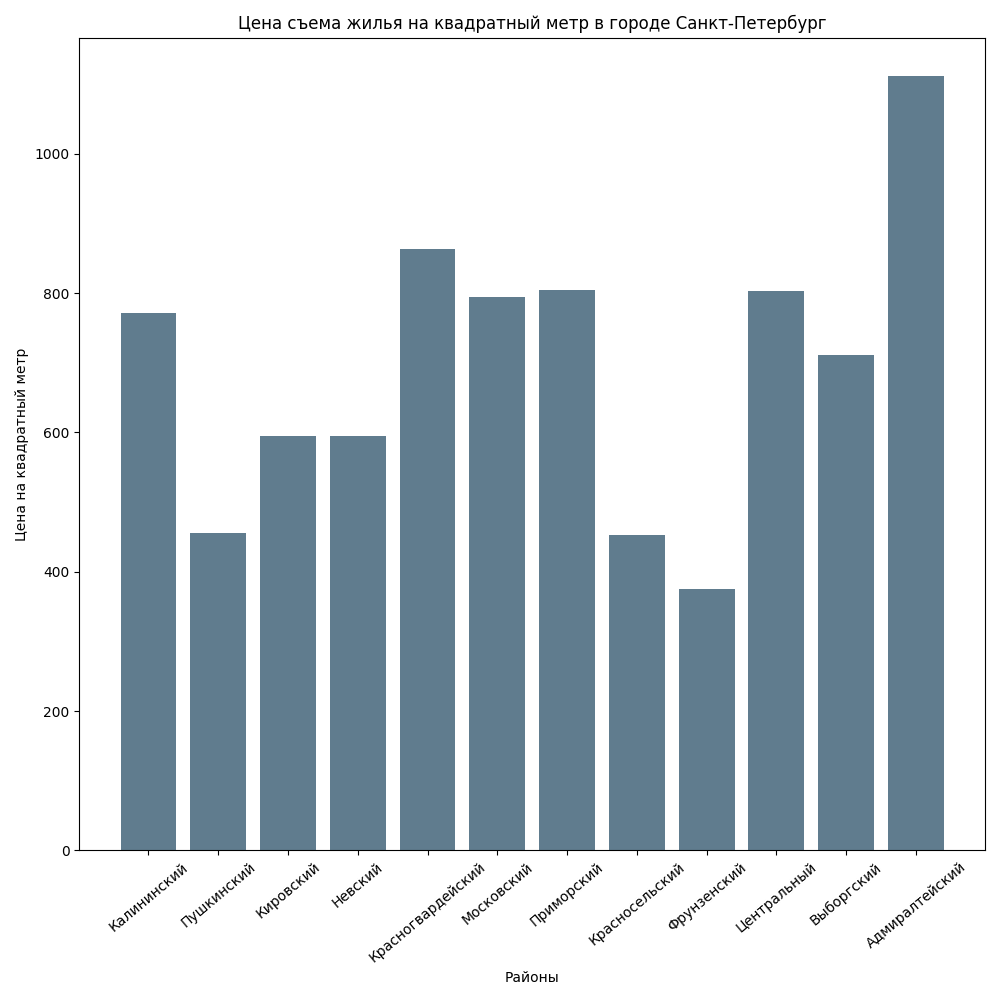 Цена съема жилья на квадратный метр в городе Санкт-Петербург
Цена на квадратный метр
1000
800
600
400
200
0
Калининский
Пушкинский
Кировский
Невский
Красногвардейский
Московский
Приморский
Красносельский
Фрунзенский
Центральный
Выборгский
Адмиралтейский
Районы